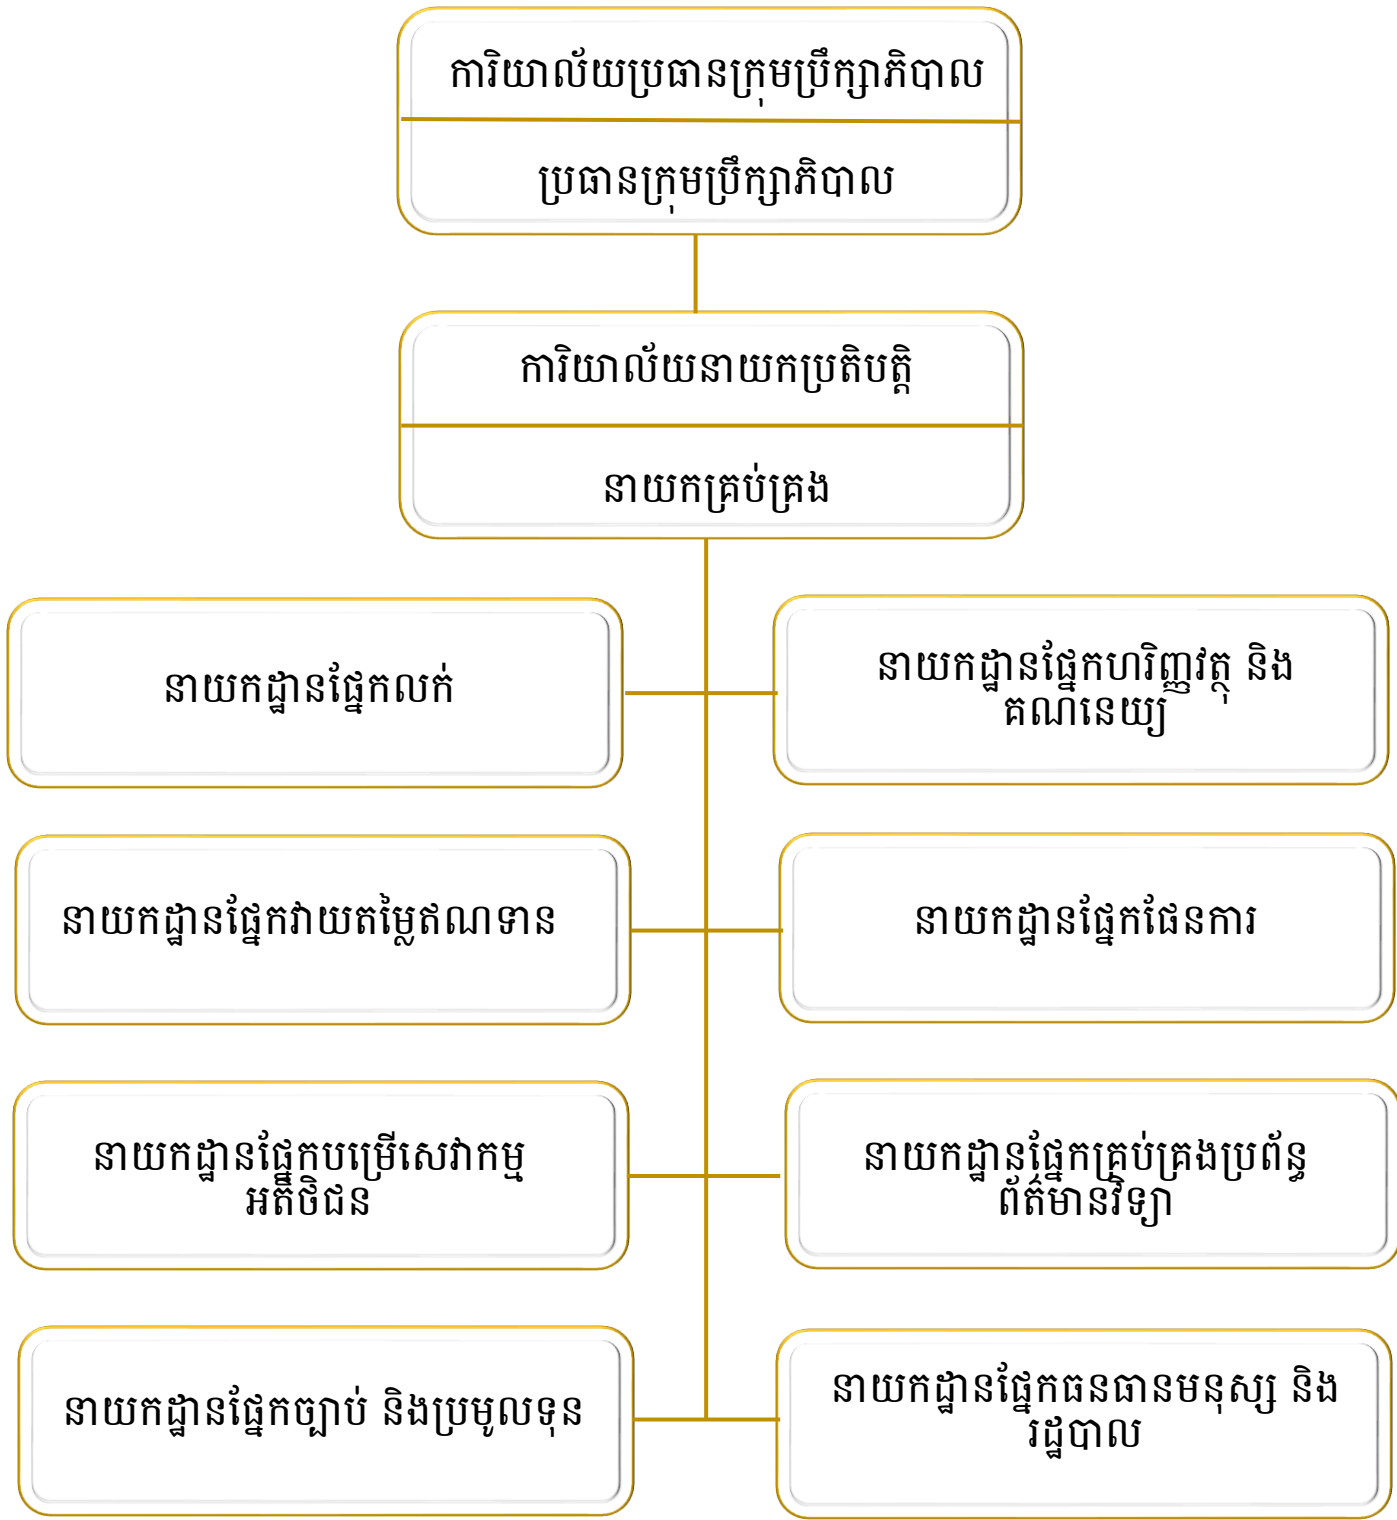 ការិយាល័យប្រធានក្រុមប្រឹក្សាភិបាល
ប្រធានក្រុមប្រឹក្សាភិបាល
ការិយាល័យនាយកប្រតិបត្តិ
នាយកគ្រប់គ្រង
នាយកដ្ឋានផ្នែកលក់
នាយកដ្ឋានផ្នែកហរិញ្ញវត្ថុ និង
គណនេយ្យ
នាយកដ្ឋានផ្នែកវាយតម្លៃឥណទាន
នាយកដ្ឋានផ្នែកផែនការ
នាយកដ្ឋានផ្នែកបម្រើសេវាកម្ម
អតិថិជន
នាយកដ្ឋានផ្នែកគ្រប់គ្រងប្រព័ន្ធ
ព័ត៌មានវិទ្យា
នាយកដ្ឋានផ្នែកច្បាប់ និងប្រមូលទុន
នាយកដ្ឋានផ្នែកធនធានមនុស្ស និង
រដ្ឋបាល